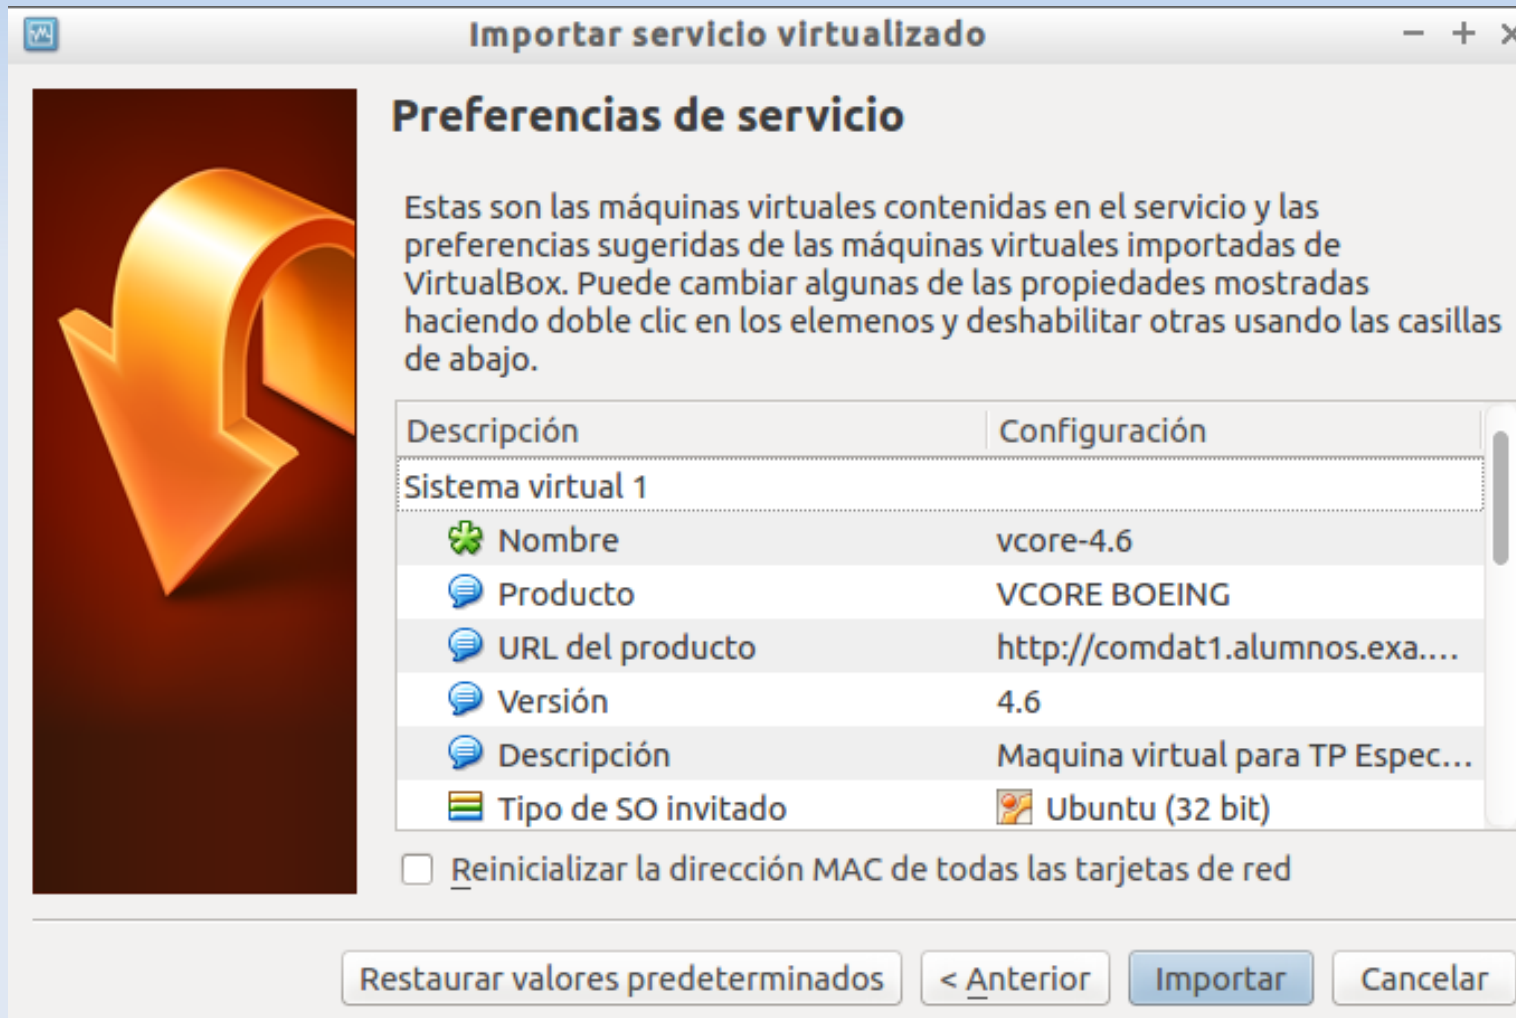 Importar servicio virtualizado
Preferencias de servicio
Estas son las máquinas virtuales contenidas en el servicio y las
preferencias sugeridas de las máquinas virtuales importadas de
VirtualBox. Puede cambiar algunas de las propiedades mostradas
haciendo doble clic en los elemenos y deshabilitar otras usando las casillas
de abajo.
Descripción Configuración
Sistema virtual 1
Nombre vcore-4.6
Producto VCORE BOEING
URL del producto http://comdat1.alumnos.exa....
Versión 4.6
Descripción Maquina virtual para TP Espec...
Tipo de SO invitado Ubuntu (32 bit)
Reinicializar la dirección MAC de todas las tarjetas de red
Restaurar valores predeterminados < Anterior Importar Cancelar